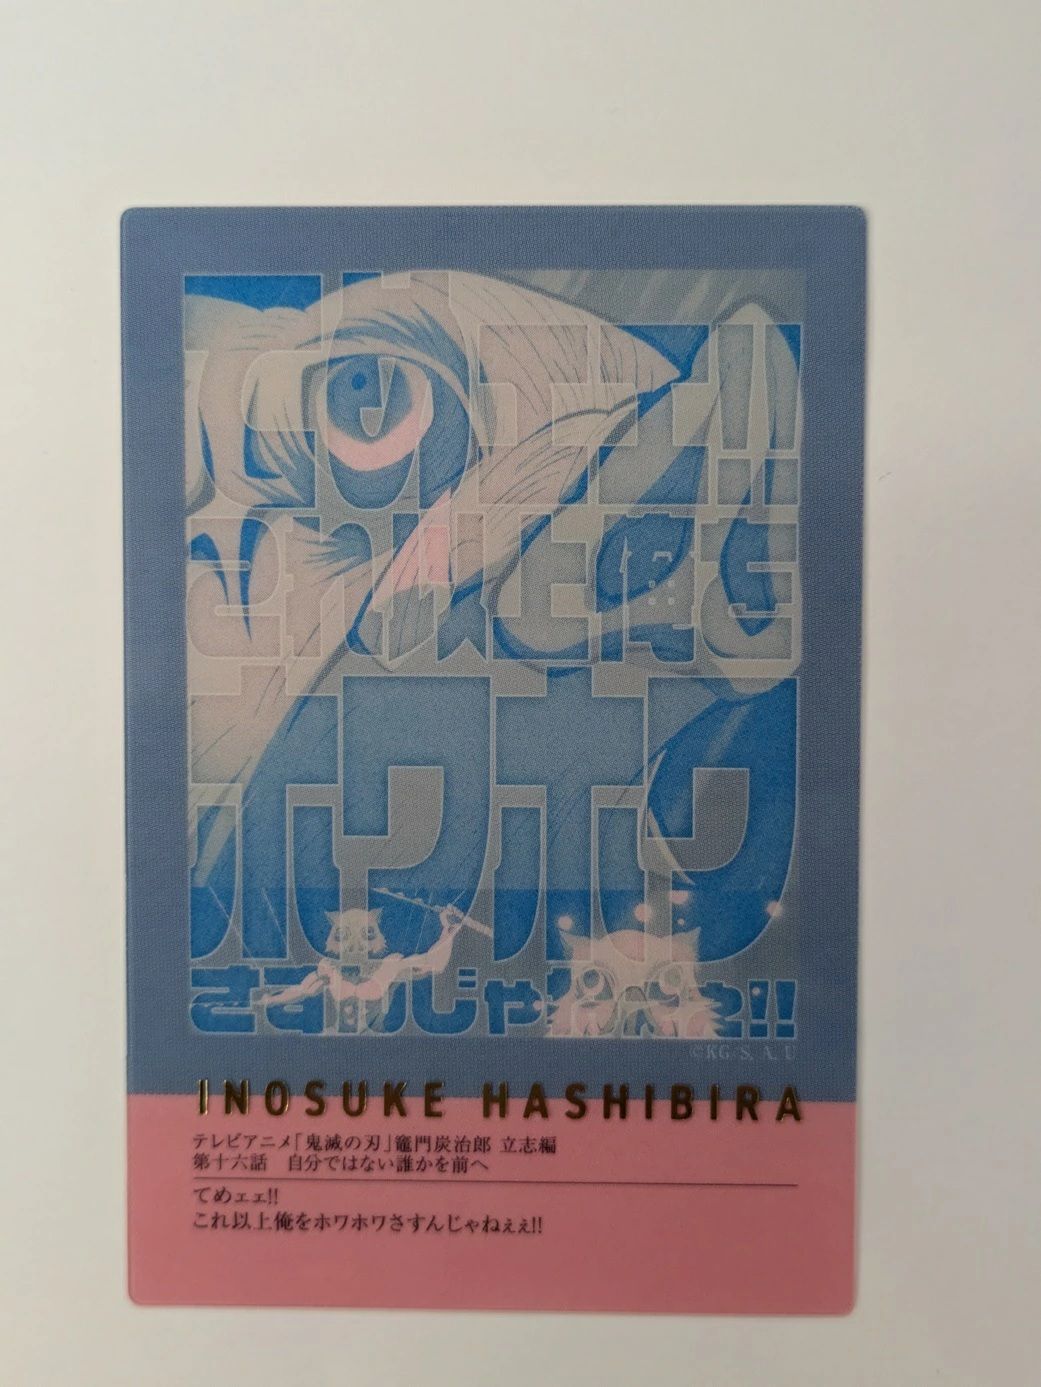 てめェェ!!
これ以上俺を
ホワホワ
さすんじゃねぇぇ!!
©KG S, A, U
INOSUKE HASHIBIRA
テレビアニメ「鬼滅の刃」竈門炭治郎 立志編
第十六話 自分ではない誰かを前へ
てめェェ!!
これ以上俺をホワホワさすんじゃねぇぇ!!